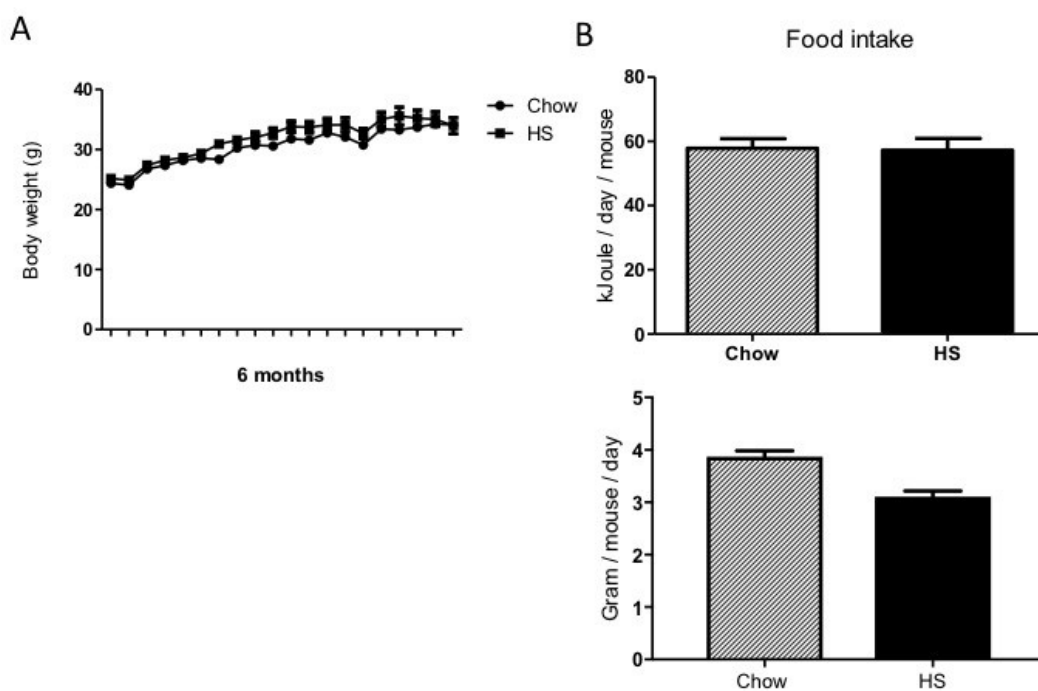 A
Body weight (g)
40
30
20
10
0
6 months
Chow
HS
B
Food intake
kJoule / day / mouse
80
60
40
20
0
Chow
HS
Gram / mouse / day
5
4
3
2
1
0
Chow
HS